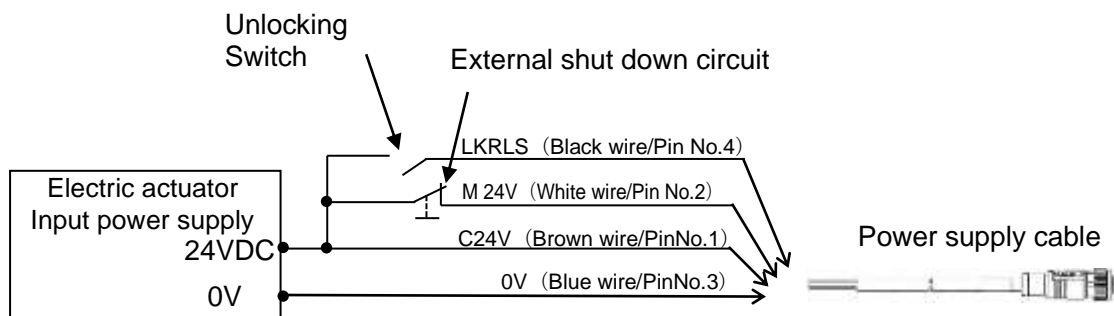 Unlocking
Switch
External shut down circuit
LKRLS（Black wire/Pin No.4）
Electric actuator
Input power supply
M 24V（White wire/Pin No.2）
24VDC
C24V（Brown wire/PinNo.1）
Power supply cable
0V
0V（Blue wire/PinNo.3）